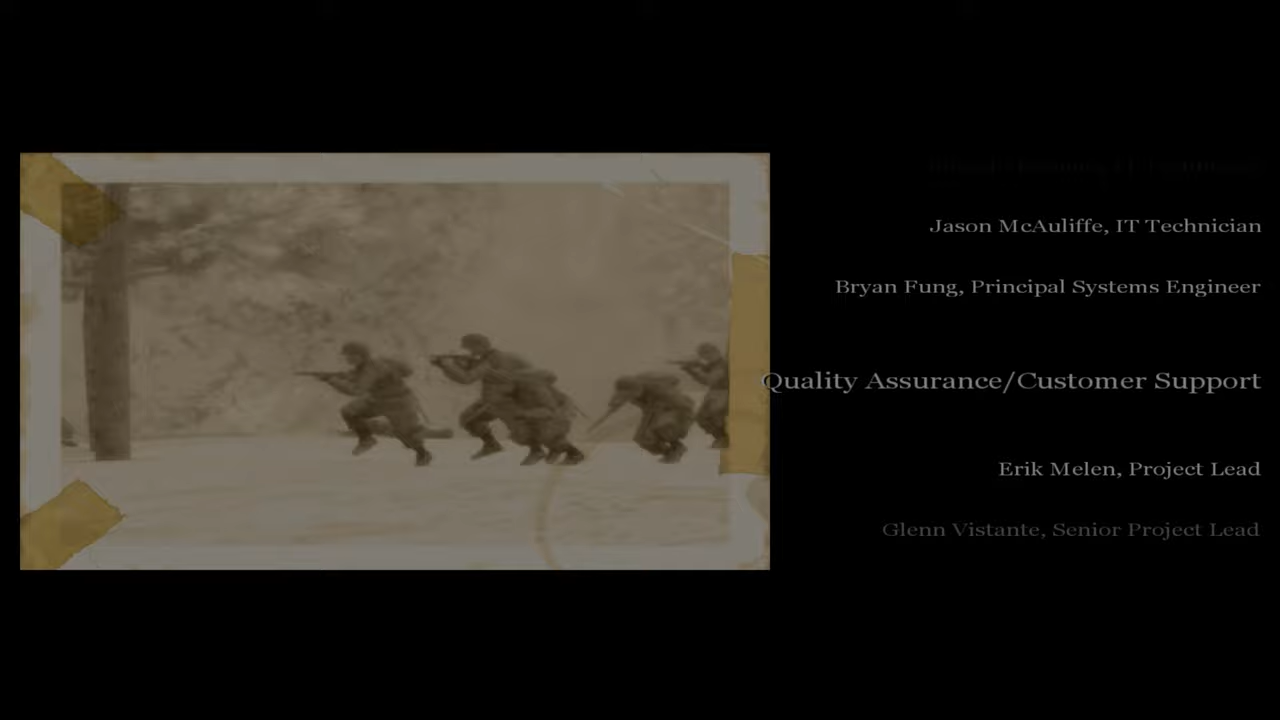 Jason McAuliffe, IT Technician
Bryan Fung, Principal Systems Engineer
Quality Assurance/Customer Support
Erik Melen, Project Lead
Glenn Vistante, Senior Project Lead